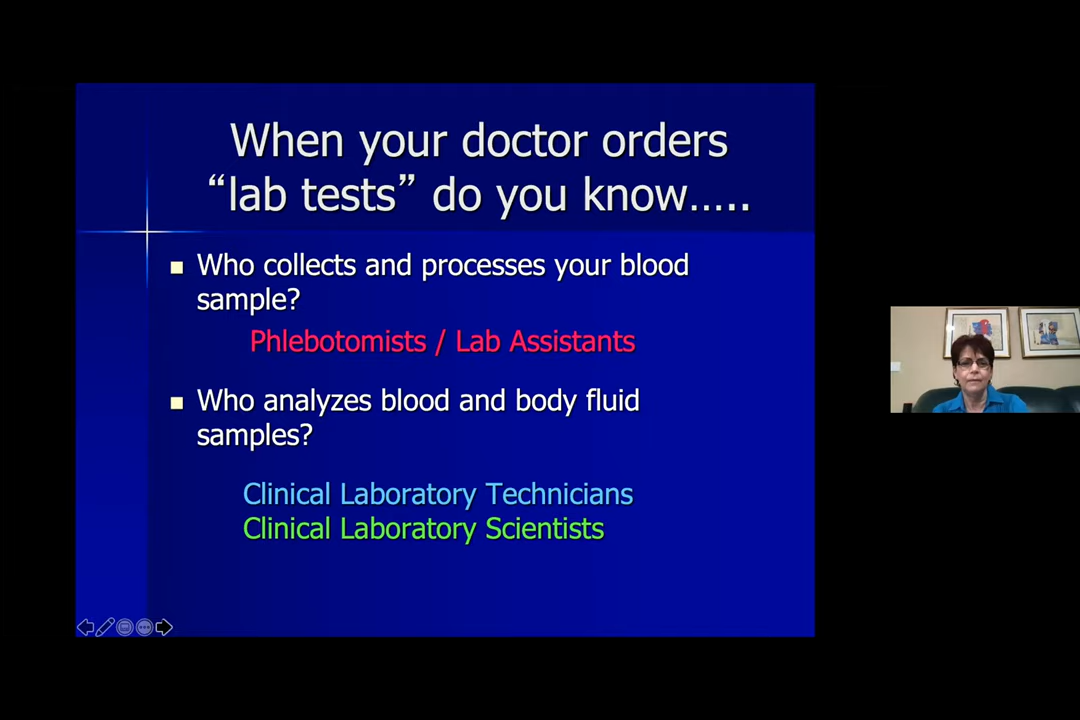 When your doctor orders
“lab tests” do you know…..
Who collects and processes your blood
sample?
Phlebotomists / Lab Assistants
Who analyzes blood and body fluid
samples?
Clinical Laboratory Technicians
Clinical Laboratory Scientists